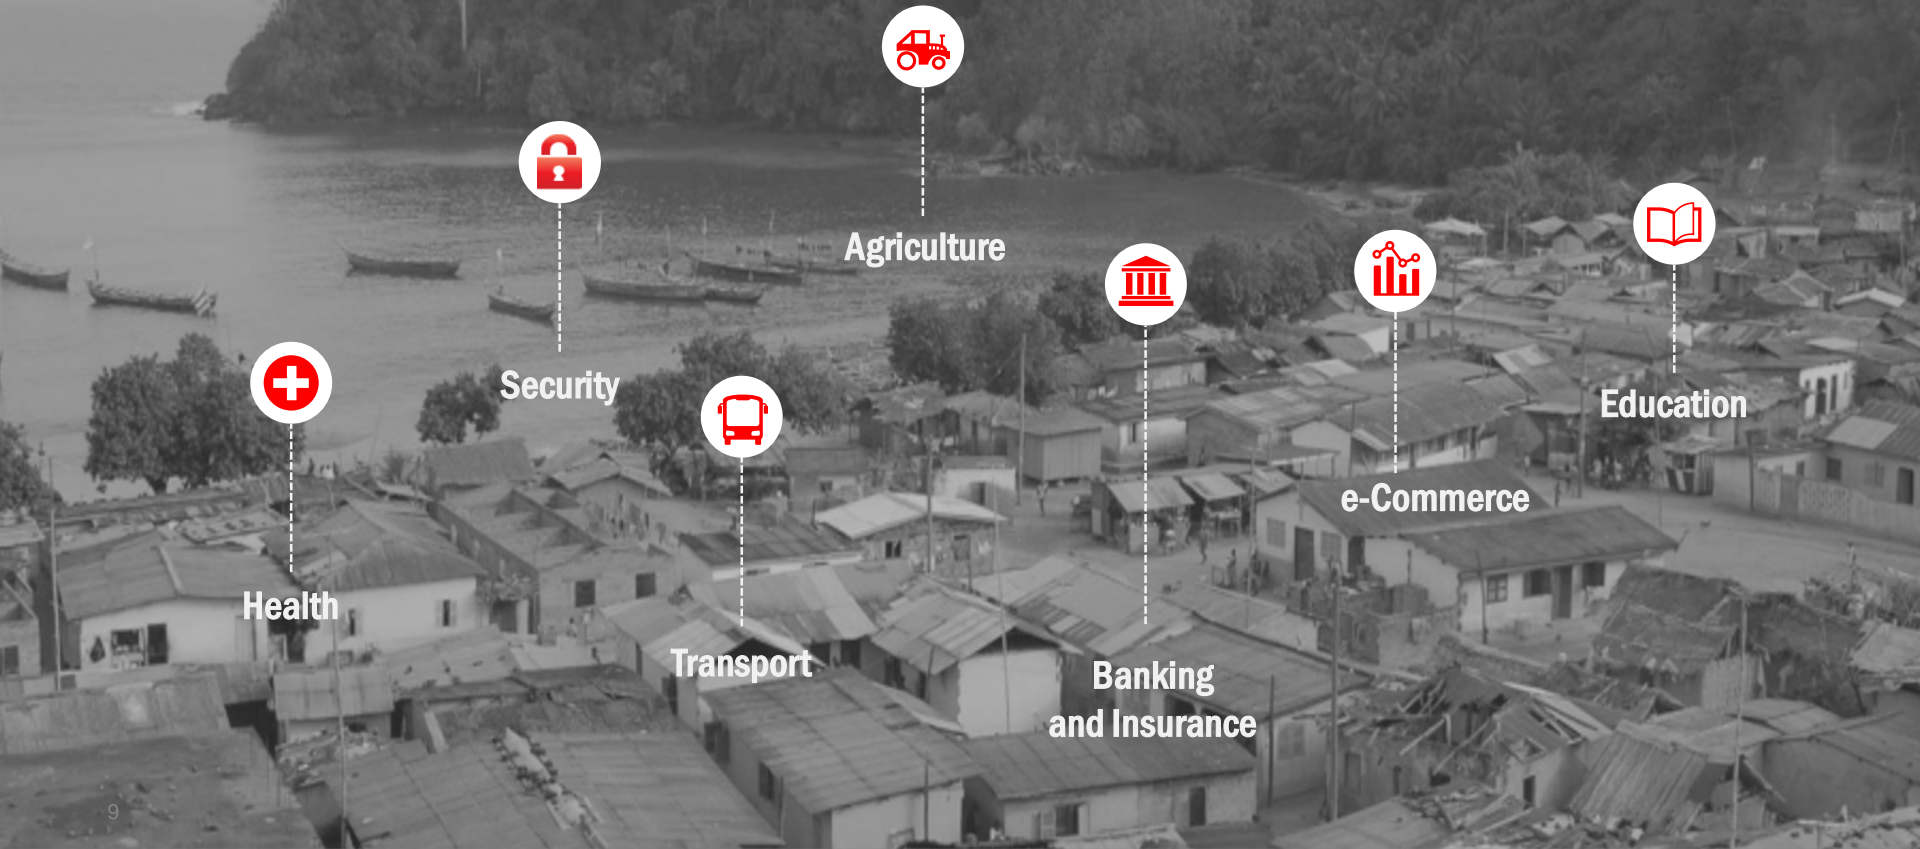 Agriculture
Security
Education
e-Commerce
Health
Transport
Banking
and Insurance
9